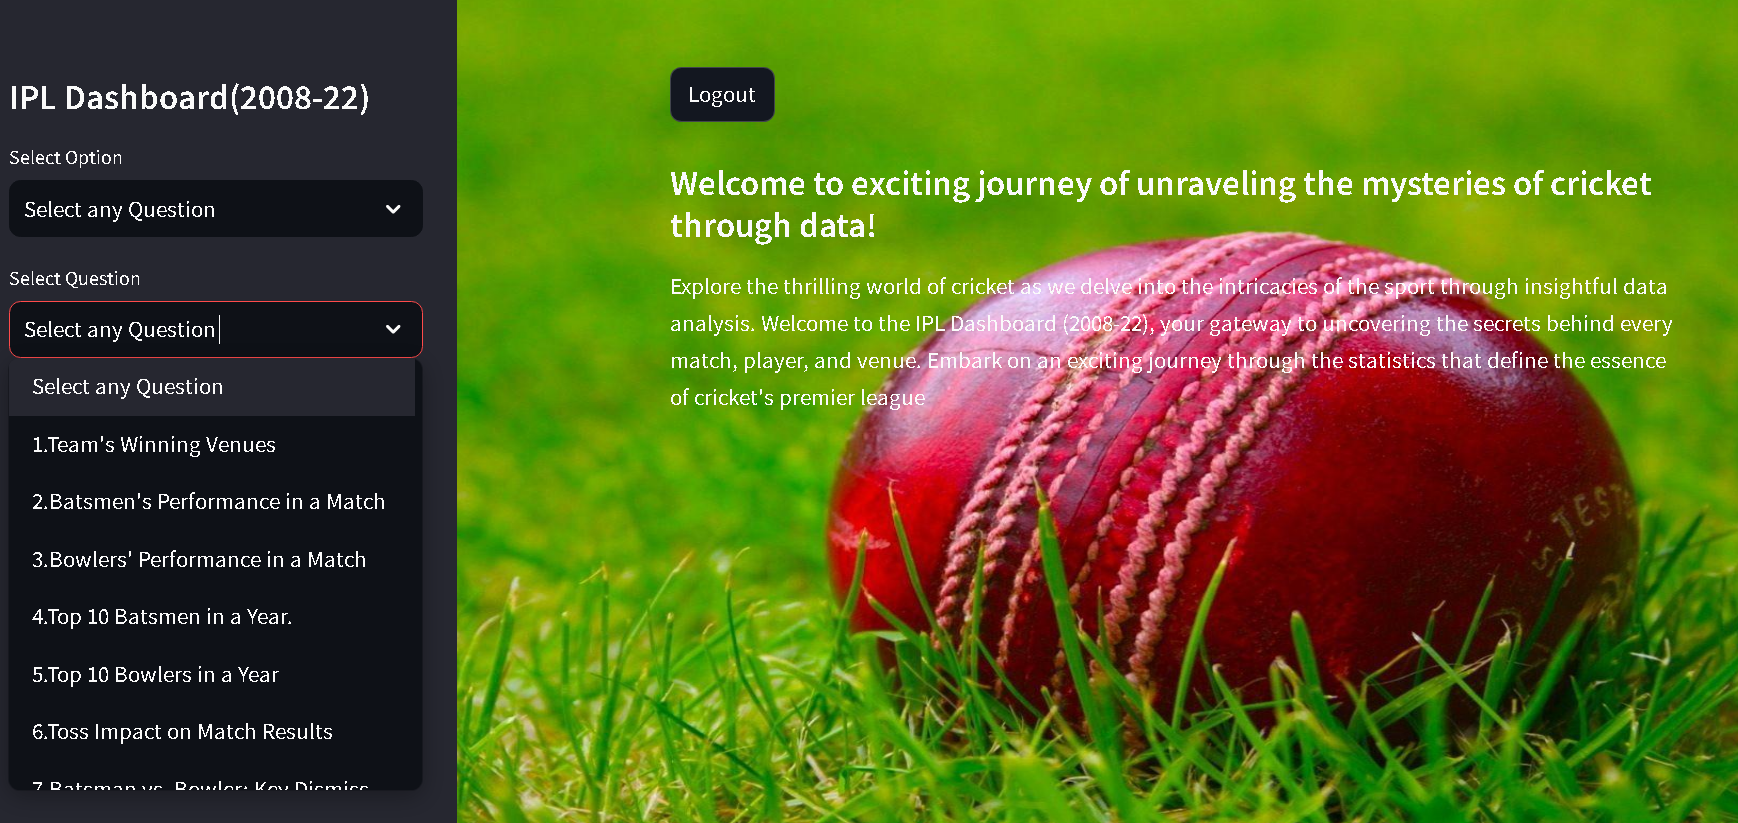 IPL Dashboard(2008-22)
Select Option
Select any Question
Select Question
Select any Question
Select any Question
1.Team's Winning Venues
2.Batsmen's Performance in a Match
3.Bowlers' Performance in a Match
4.Top 10 Batsmen in a Year.
5.Top 10 Bowlers in a Year
6.Toss Impact on Match Results
7.Batsman vs. Bowler: Key Dismiss
Logout
Welcome to exciting journey of unraveling the mysteries of cricket
through data!
Explore the thrilling world of cricket as we delve into the intricacies of the sport through insightful data
analysis. Welcome to the IPL Dashboard (2008-22), your gateway to uncovering the secrets behind every
match, player, and venue. Embark on an exciting journey through the statistics that define the essence
of cricket's premier league
TEST